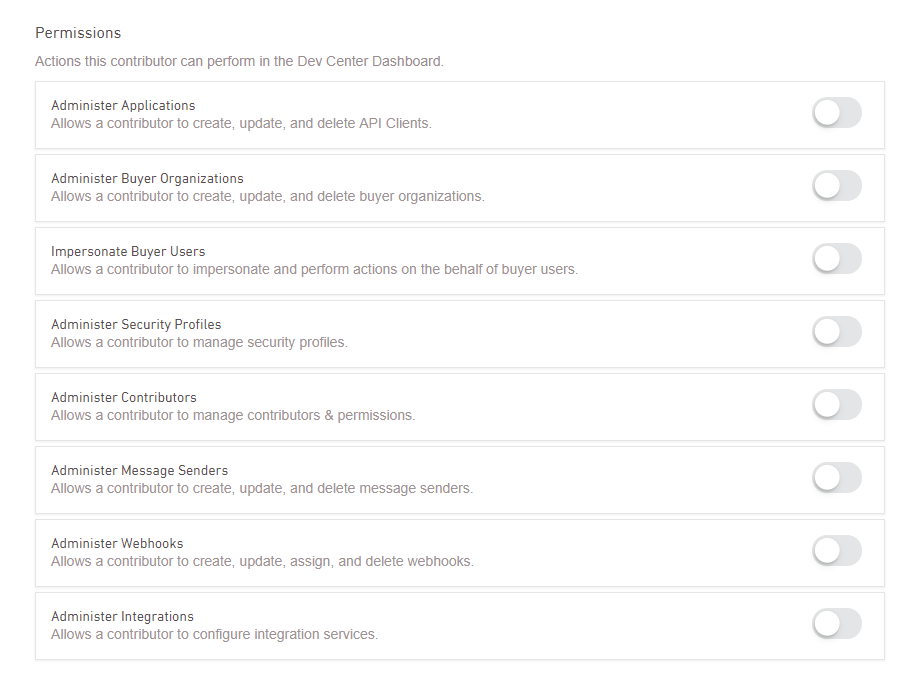 Permissions
Actions this contributor can perform in the Dev Center Dashboard.
Administer Applications
Allows a contributor to create, update, and delete API Clients.
Administer Buyer Organizations
Allows a contributor to create, update, and delete buyer organizations.
Impersonate Buyer Users
Allows a contributor to impersonate and perform actions on the behalf of buyer users.
Administer Security Profiles
Allows a contributor to manage security profiles.
Administer Contributors
Allows a contributor to manage contributors & permissions.
Administer Message Senders
Allows a contributor to create, update, and delete message senders.
Administer Webhooks
Allows a contributor to create, update, assign, and delete webhooks.
Administer Integrations
Allows a contributor to configure integration services.